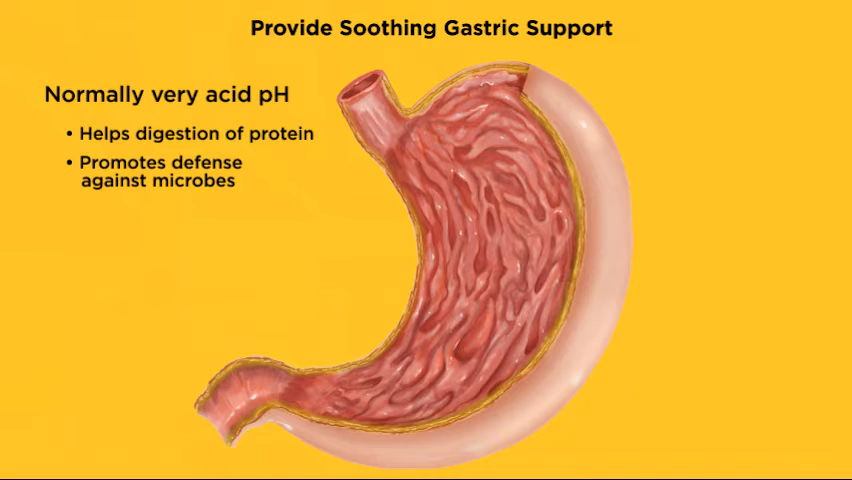 Provide Soothing Gastric Support
Normally very acid pH
• Helps digestion of protein
• Promotes defense
against microbes